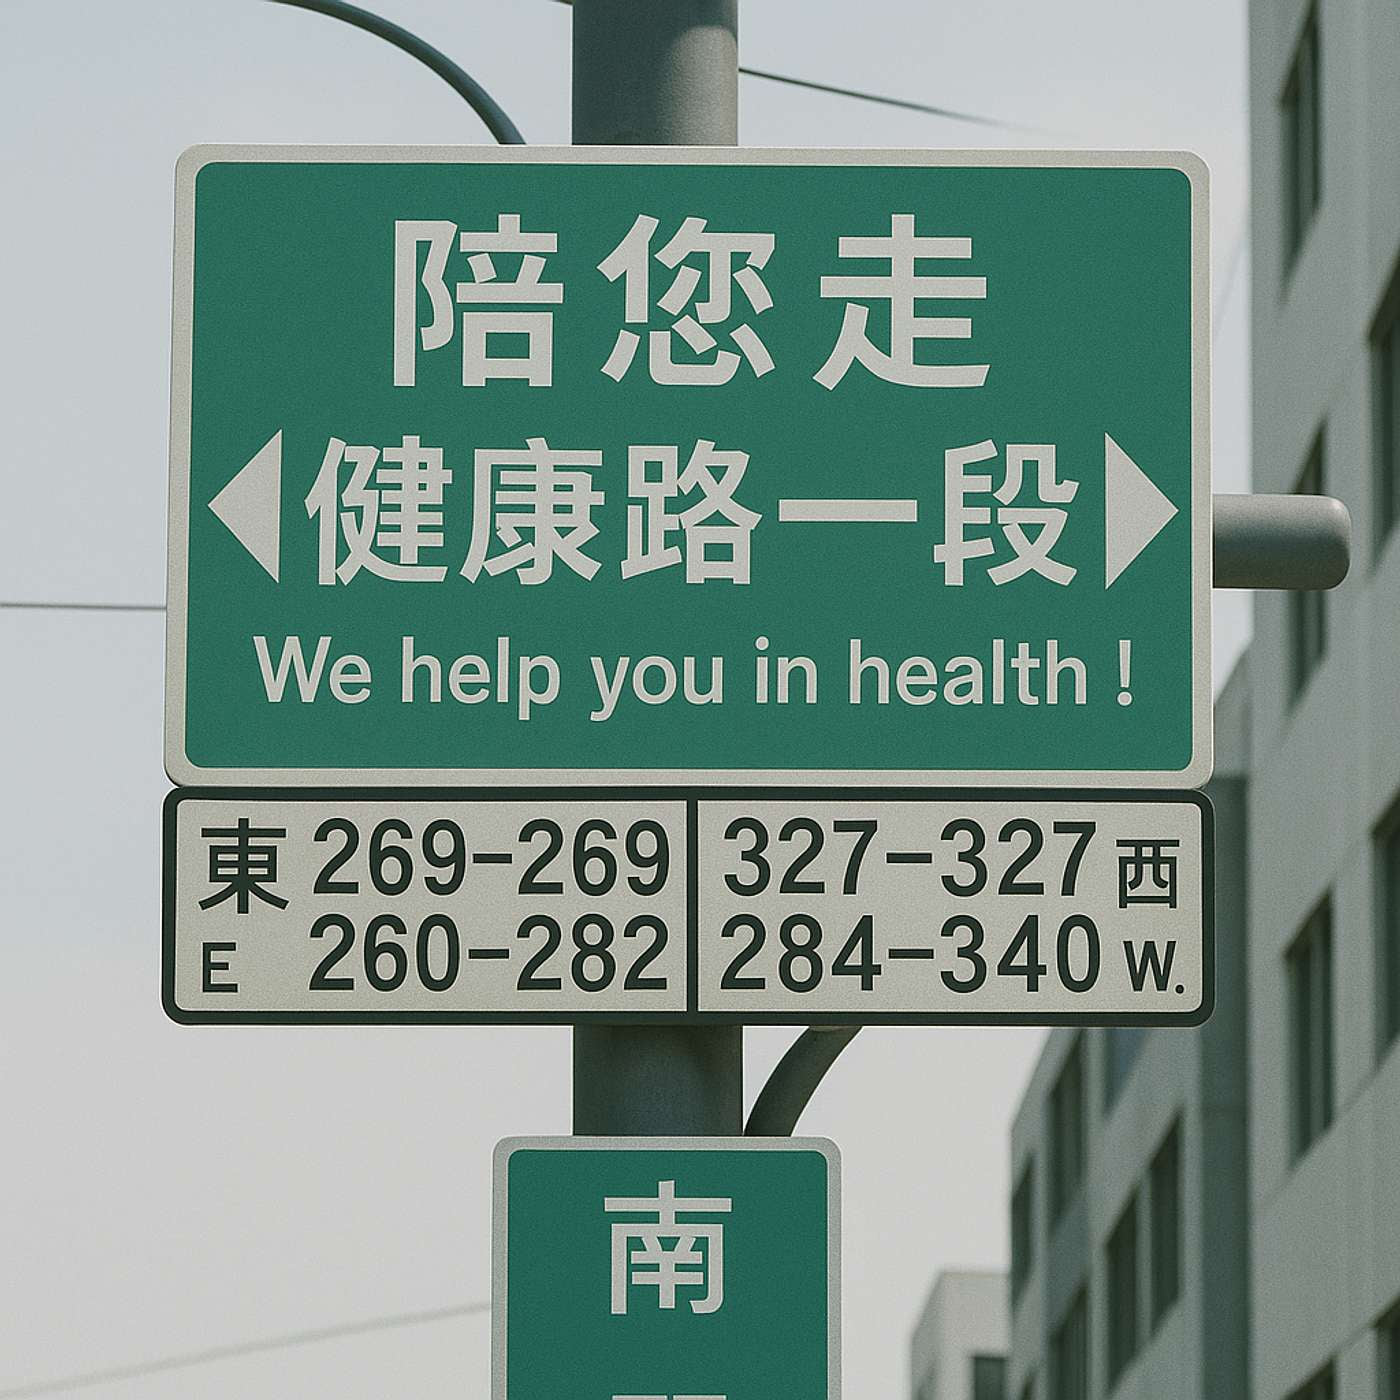 陪您走
健康路一段
We help you in health !
東 269-269 327-327 西
E 260-282 284-340 W.
南